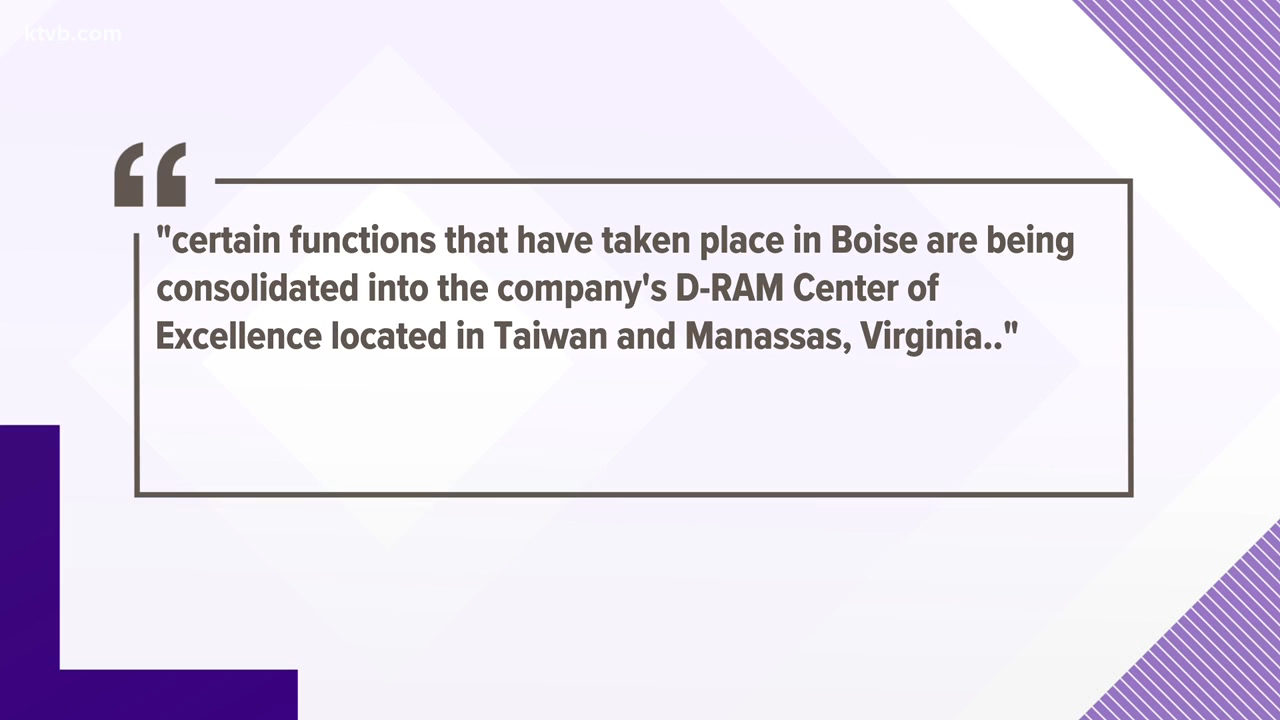 ktvb.com
"certain functions that have taken place in Boise are being
consolidated into the company's D-RAM Center of
Excellence located in Taiwan and Manassas, Virginia.."